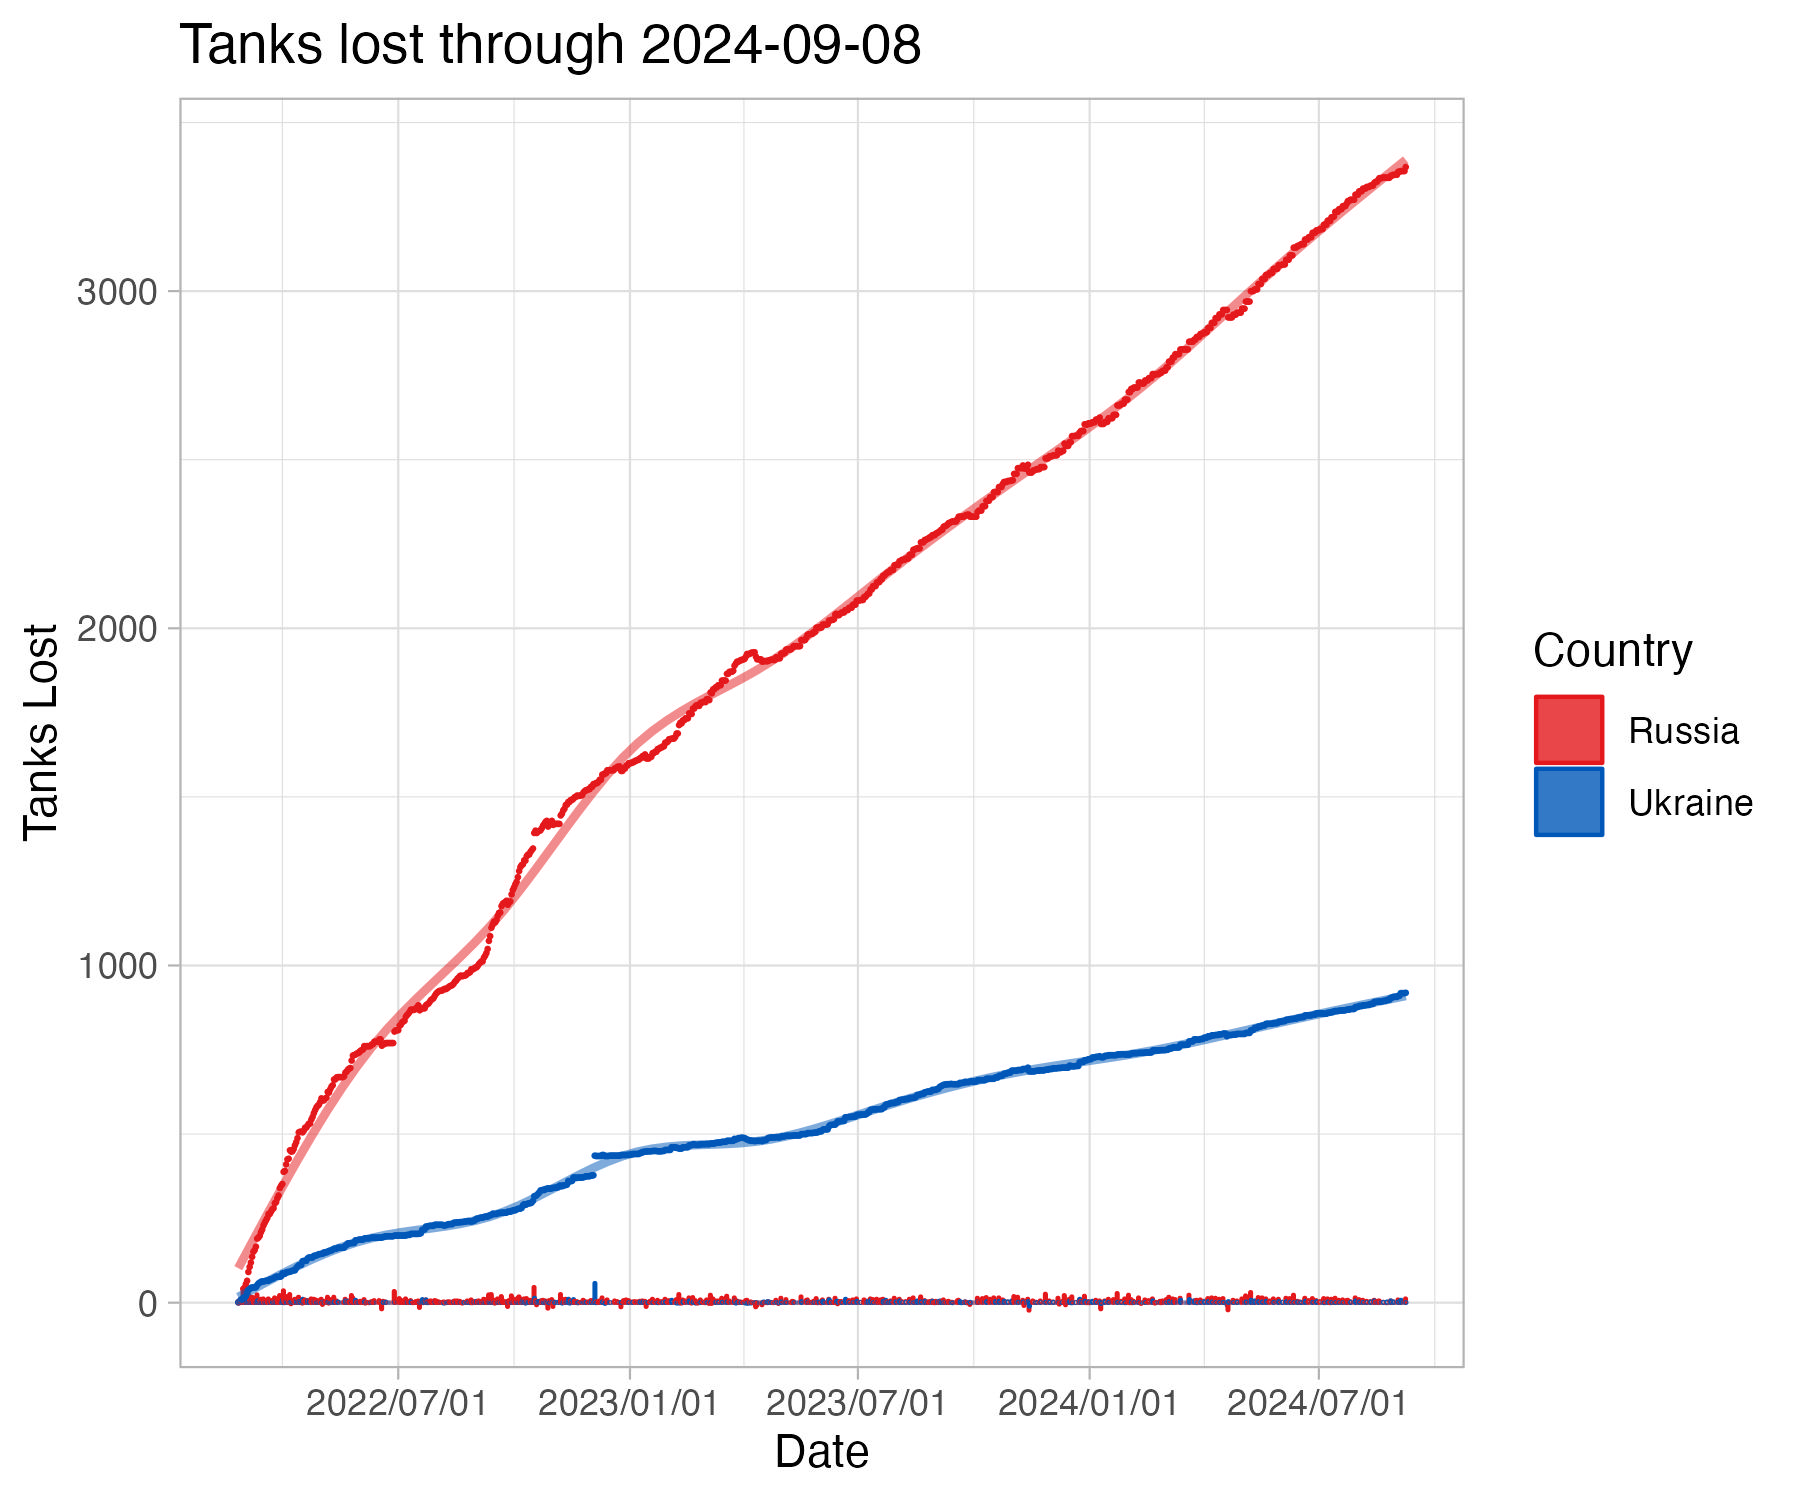 Tanks lost through 2024-09-08
Tanks Lost
3000
2000
1000
0
2022/07/01
2023/01/01
2023/07/01
2024/01/01
2024/07/01
Date
Country
Russia
Ukraine